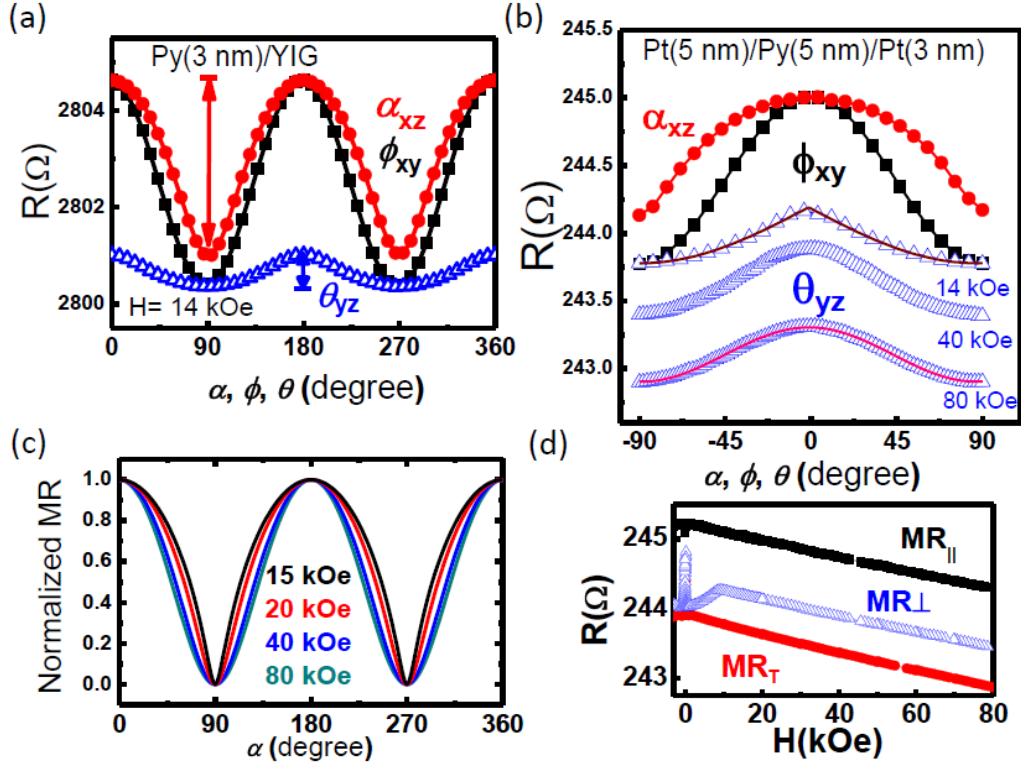 (a)
Py(3 nm)/YIG
R(Ω)
2804
2802
2800
α_xz
ϕ_xy
θ_yz
H= 14 kOe
0 90 180 270 360
α, ϕ, θ (degree)
(b)
Pt(5 nm)/Py(5 nm)/Pt(3 nm)
R(Ω)
245.5
245.0
244.5
244.0
243.5
243.0
α_xz
ϕ_xy
θ_yz
14 kOe
40 kOe
80 kOe
-90 -45 0 45 90
α, ϕ, θ (degree)
(c)
Normalized MR
1.0
0.8
0.6
0.4
0.2
0.0
15 kOe
20 kOe
40 kOe
80 kOe
0 90 180 270 360
α (degree)
(d)
R(Ω)
245
244
243
MR_||
MR⊥
MR_T
0 20 40 60 80
H(kOe)